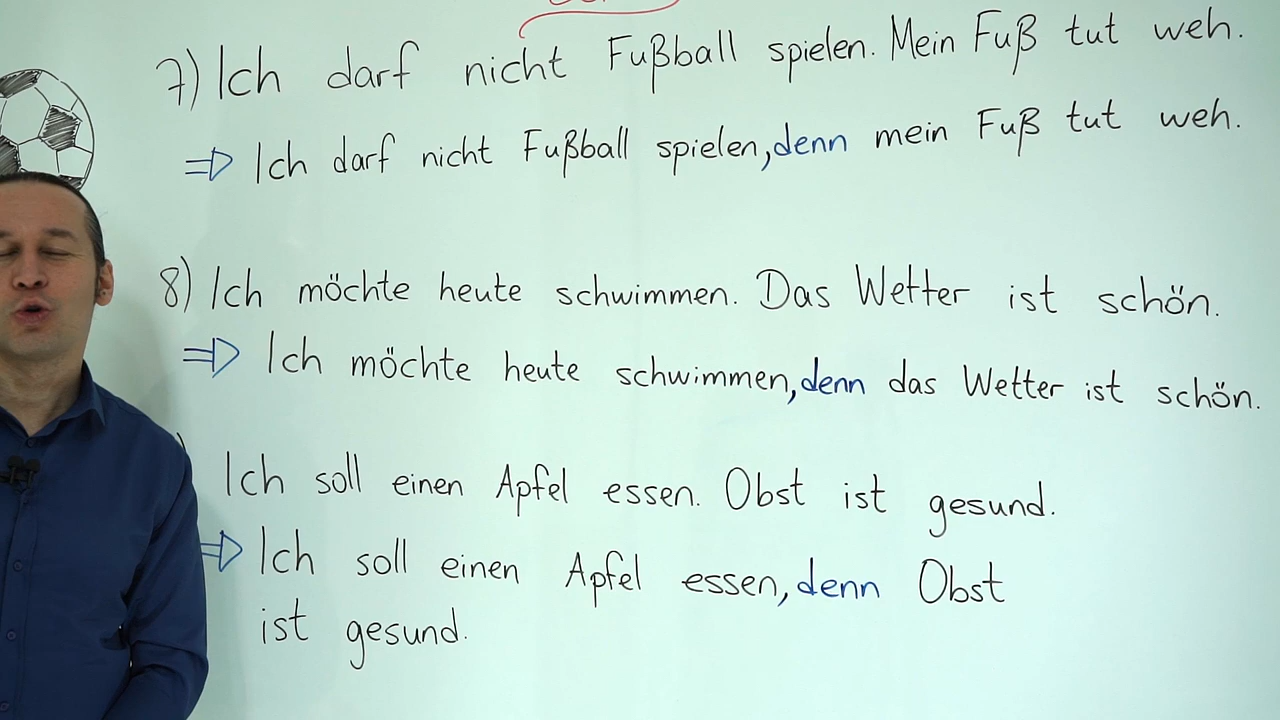 7) Ich darf nicht Fußball spielen. Mein Fuß tut weh.
⇒ Ich darf nicht Fußball spielen, denn mein Fuß tut weh.
8) Ich möchte heute schwimmen. Das Wetter ist schön.
⇒ Ich möchte heute schwimmen, denn das Wetter ist schön.
) Ich soll einen Apfel essen. Obst ist gesund.
⇒ Ich soll einen Apfel essen, denn Obst
ist gesund.